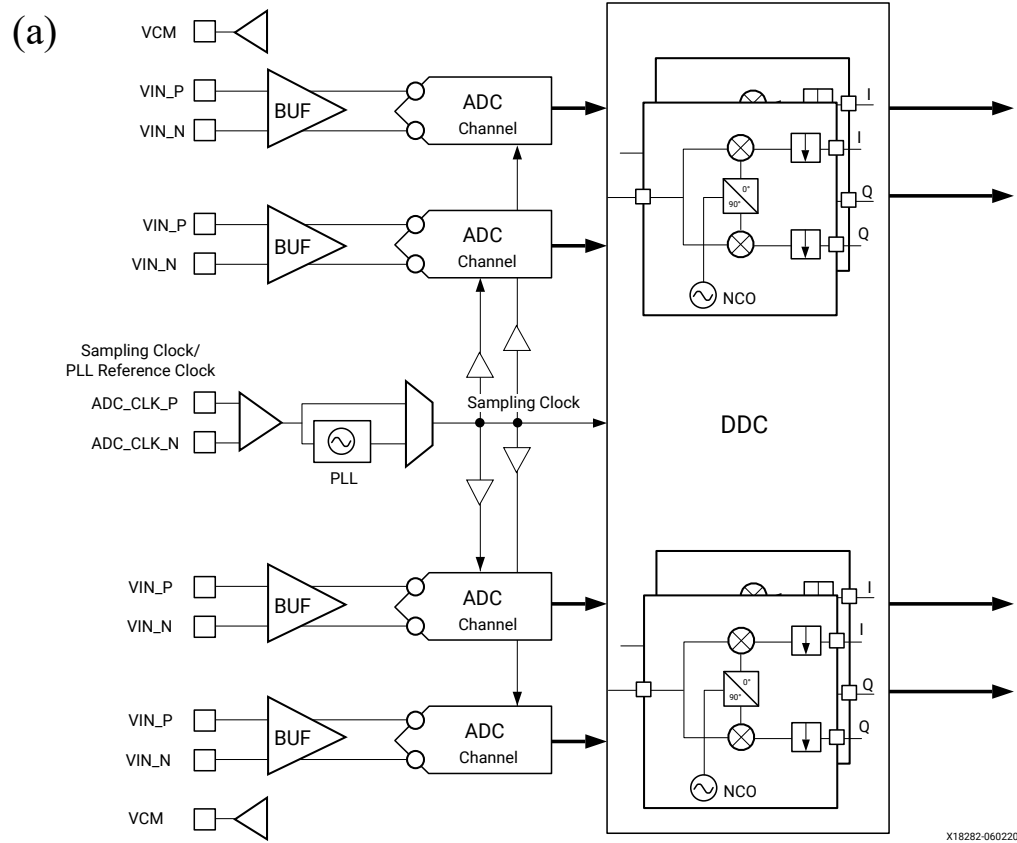 (a)
VCM
VIN_P
VIN_N
BUF
ADC
Channel
I
I
Q
Q
0°
90°
NCO
VIN_P
VIN_N
BUF
ADC
Channel
Sampling Clock/
PLL Reference Clock
ADC_CLK_P
ADC_CLK_N
PLL
Sampling Clock
DDC
VIN_P
VIN_N
BUF
ADC
Channel
I
I
Q
Q
0°
90°
NCO
VIN_P
VIN_N
BUF
ADC
Channel
VCM
X18282-060220